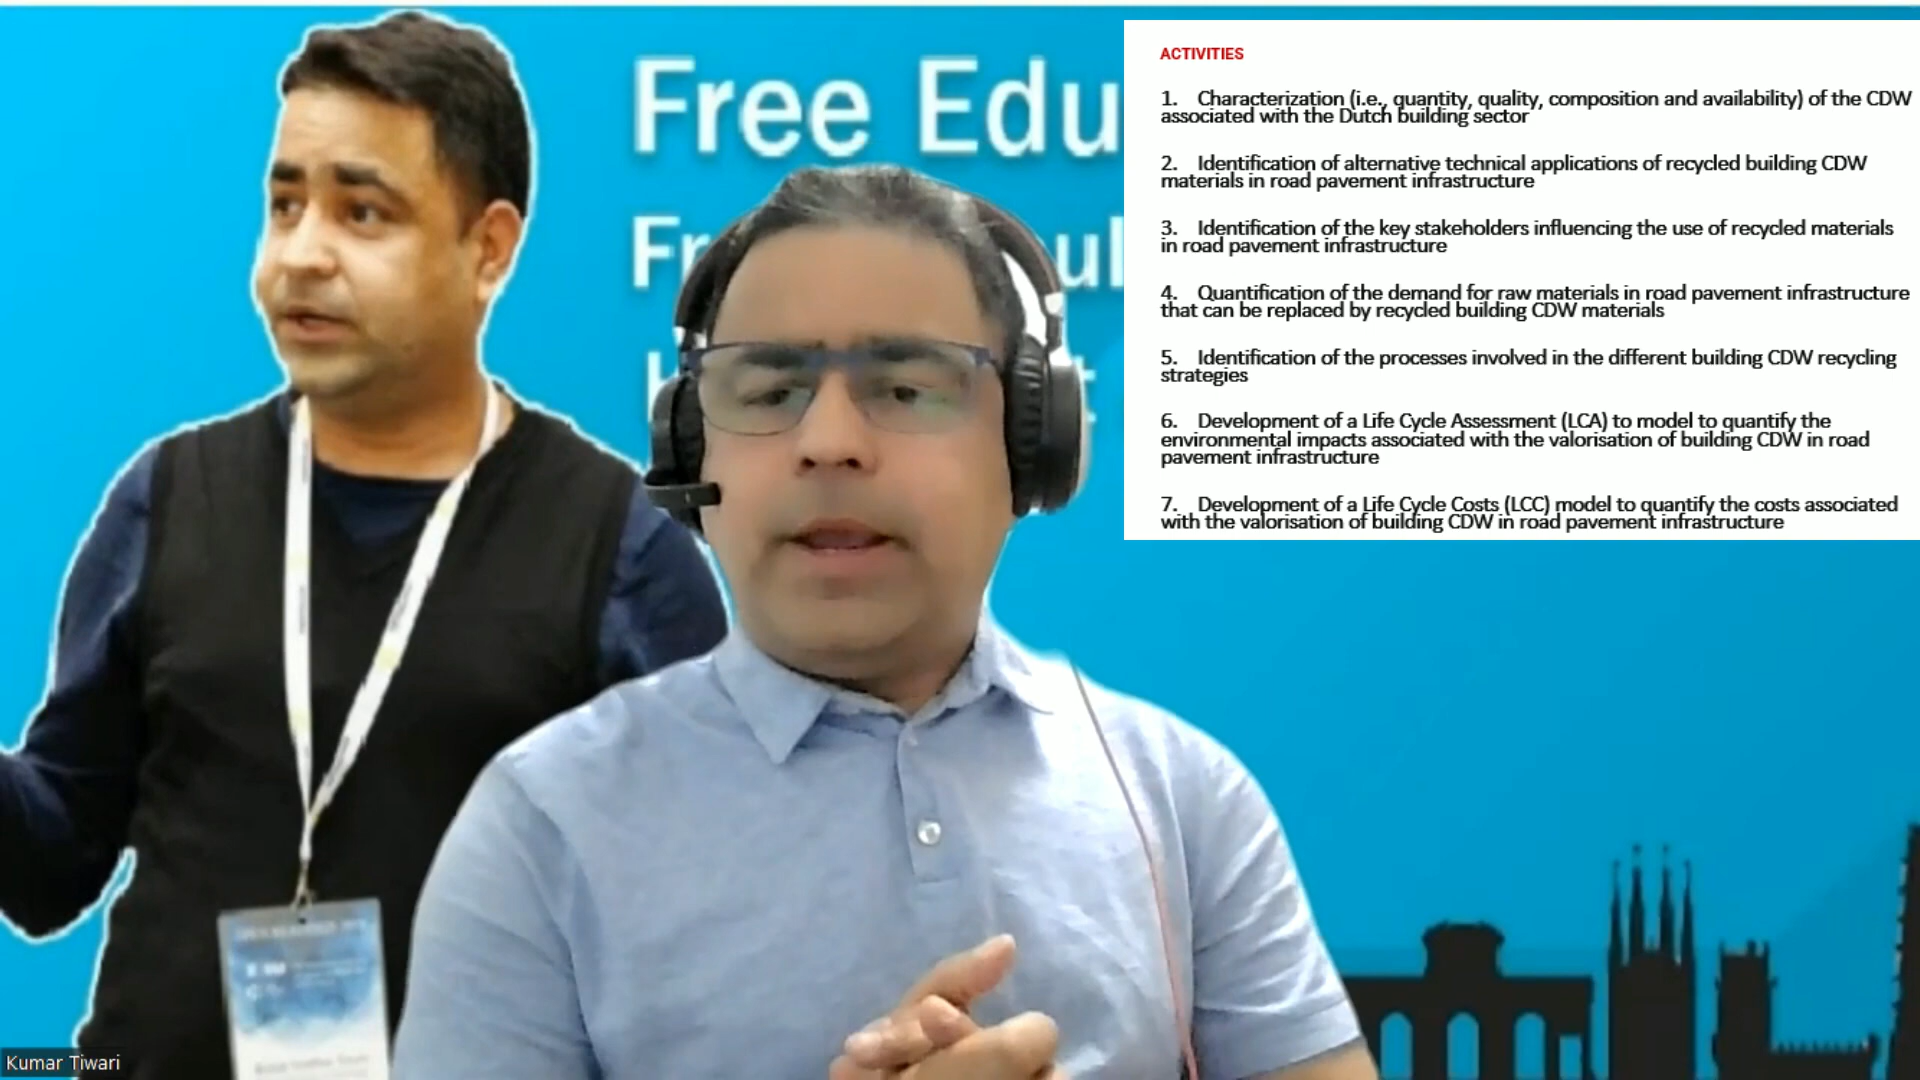 Free Edu
Fr
ul
t
ACTIVITIES
1. Characterization (i.e., quantity, quality, composition and availability) of the CDW
associated with the Dutch building sector
2. Identification of alternative technical applications of recycled building CDW
materials in road pavement infrastructure
3. Identification of the key stakeholders influencing the use of recycled materials
in road pavement infrastructure
4. Quantification of the demand for raw materials in road pavement infrastructure
that can be replaced by recycled building CDW materials
5. Identification of the processes involved in the different building CDW recycling
strategies
6. Development of a Life Cycle Assessment (LCA) to model to quantify the
environmental impacts associated with the valorisation of building CDW in road
pavement infrastructure
7. Development of a Life Cycle Costs (LCC) model to quantify the costs associated
with the valorisation of building CDW in road pavement infrastructure
Kumar Tiwari